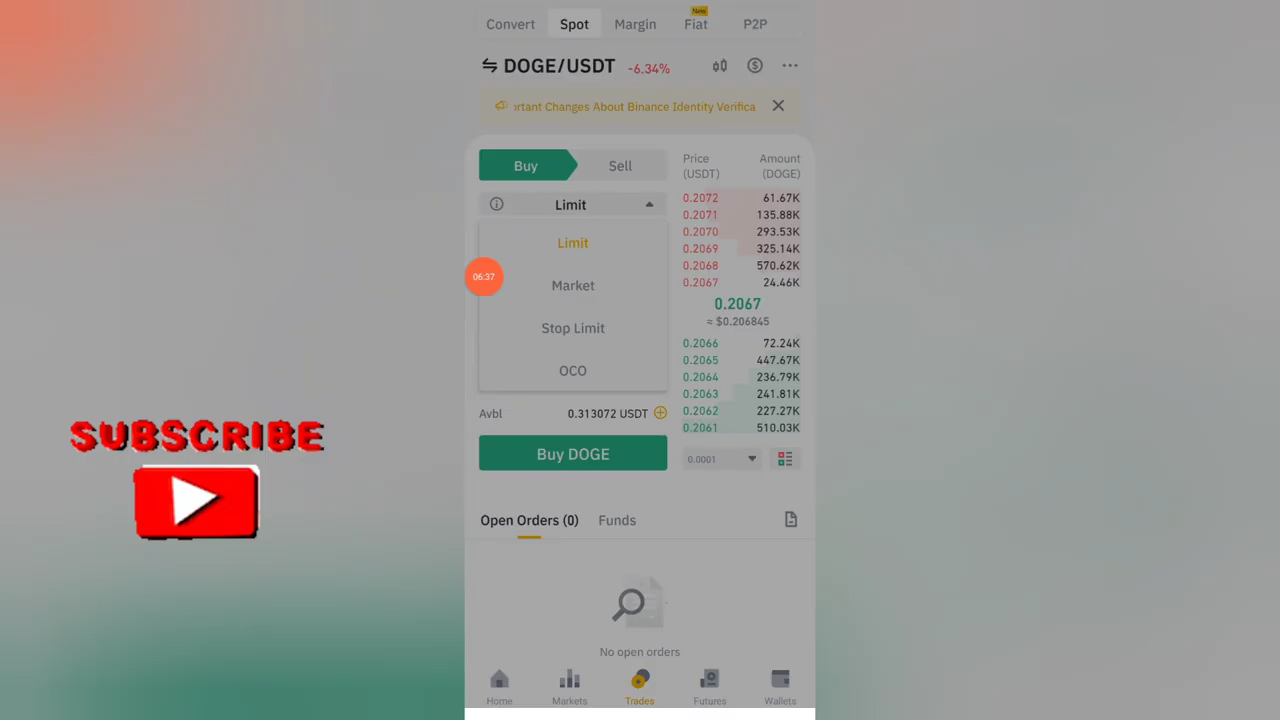 Convert Spot Margin New Fiat P2P
DOGE/USDT -6.34%
rtant Changes About Binance Identity Verifica
Buy Sell
Price (USDT) Amount (DOGE)
Limit
Limit
Market
Stop Limit
OCO
06:37
0.2072 61.67K
0.2071 135.88K
0.2070 293.53K
0.2069 325.14K
0.2068 570.62K
0.2067 24.46K
0.2067
≈ $0.206845
0.2066 72.24K
0.2065 447.67K
0.2064 236.79K
0.2063 241.81K
0.2062 227.27K
0.2061 510.03K
0.0001
Avbl 0.313072 USDT
Buy DOGE
SUBSCRIBE
Open Orders (0) Funds
No open orders
Home Markets Trades Futures Wallets